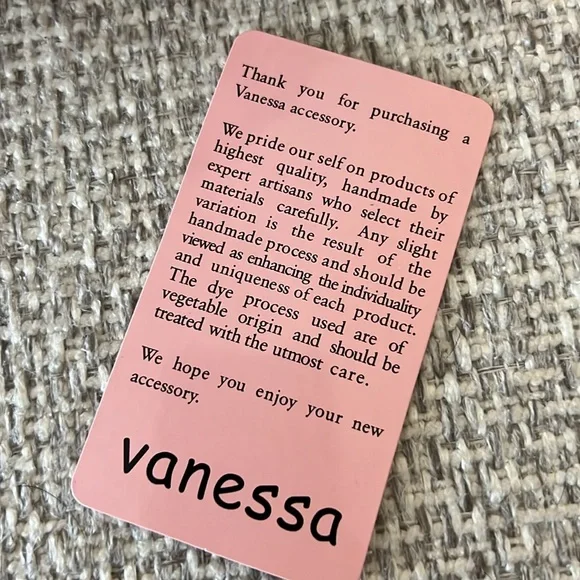 Thank you for purchasing a
Vanessa accessory.
We pride our self on products of
highest quality, handmade by
expert artisans who select their
materials carefully. Any slight
variation is the result of the
handmade process and should be
viewed as enhancing the individuality
and uniqueness of each product.
The dye process used are of
vegetable origin and should be
treated with the utmost care.
We hope you enjoy your new
accessory.
vanessa